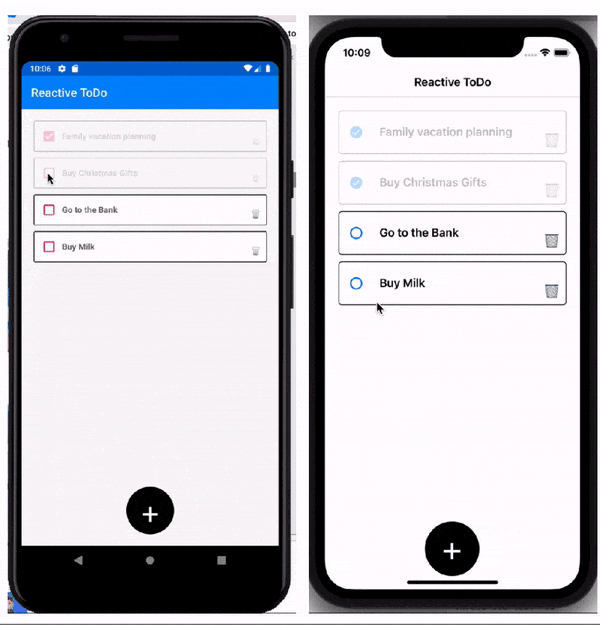 10:06
Reactive ToDo
Family vacation planning
Buy Christmas Gifts
Go to the Bank
Buy Milk
+
10:09
Reactive ToDo
Family vacation planning
Buy Christmas Gifts
Go to the Bank
Buy Milk
+